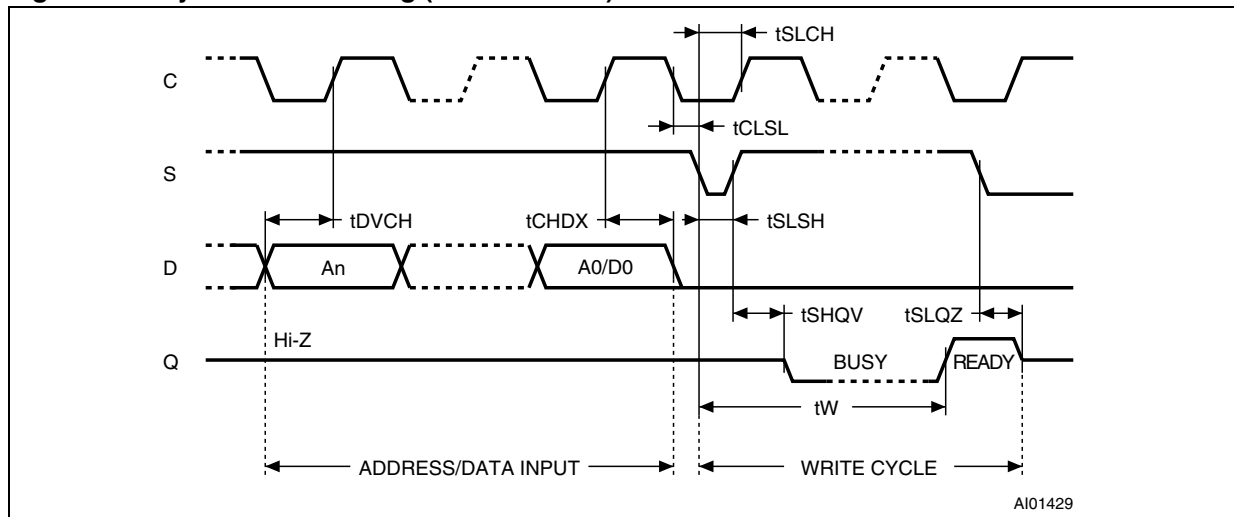 tSLCH
C
tCLSL
S
tDVCH
tCHDX
tSLSH
D
An
A0/D0
tSHQV
tSLQZ
Hi-Z
Q
BUSY
READY
tW
ADDRESS/DATA INPUT
WRITE CYCLE
AI01429